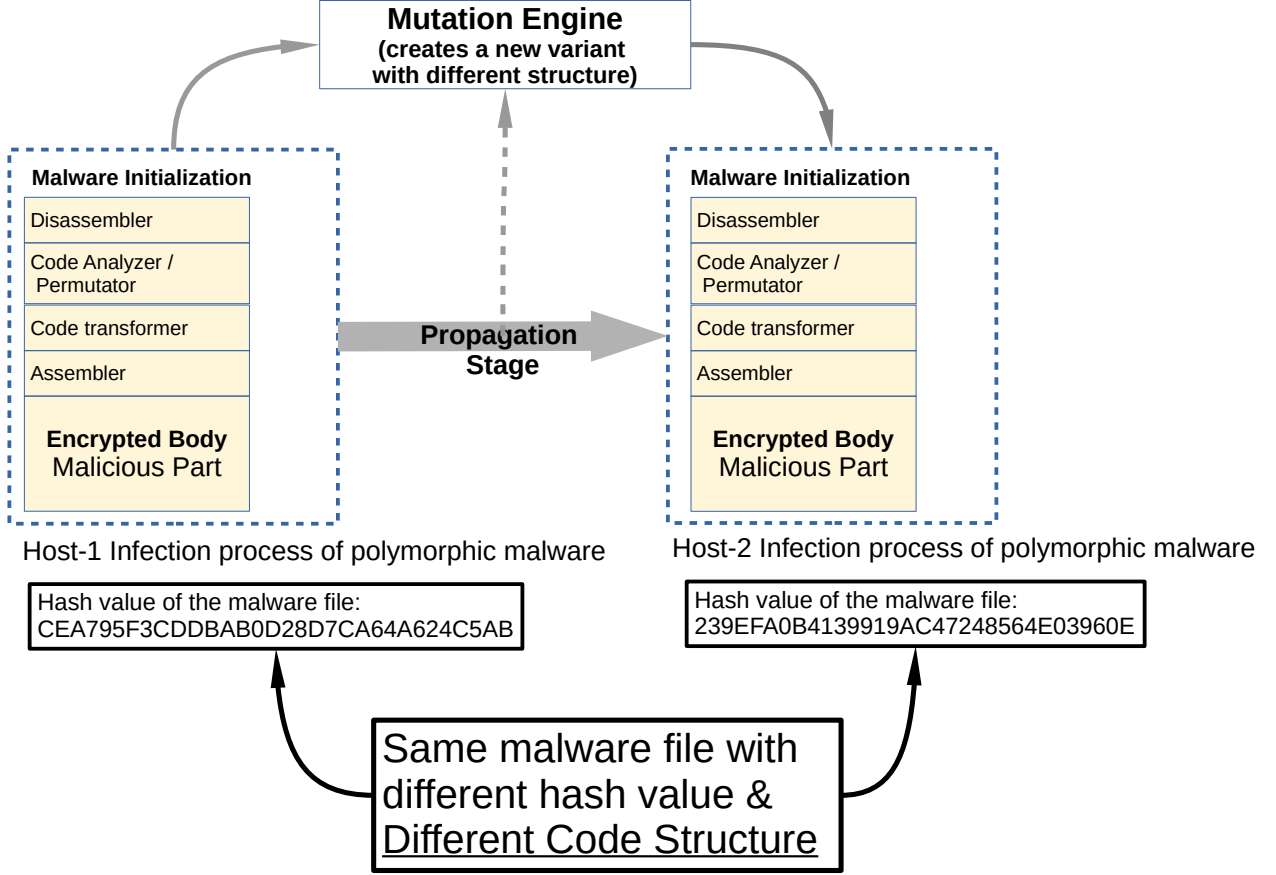 Mutation Engine
(creates a new variant
with different structure)
Malware Initialization
Disassembler
Code Analyzer /
Permutator
Code transformer
Assembler
Encrypted Body
Malicious Part
Propagation
Stage
Malware Initialization
Disassembler
Code Analyzer /
Permutator
Code transformer
Assembler
Encrypted Body
Malicious Part
Host-1 Infection process of polymorphic malware
Host-2 Infection process of polymorphic malware
Hash value of the malware file:
CEA795F3CDDBAB0D28D7CA64A624C5AB
Hash value of the malware file:
239EFA0B4139919AC47248564E03960E
Same malware file with
different hash value &
Different Code Structure